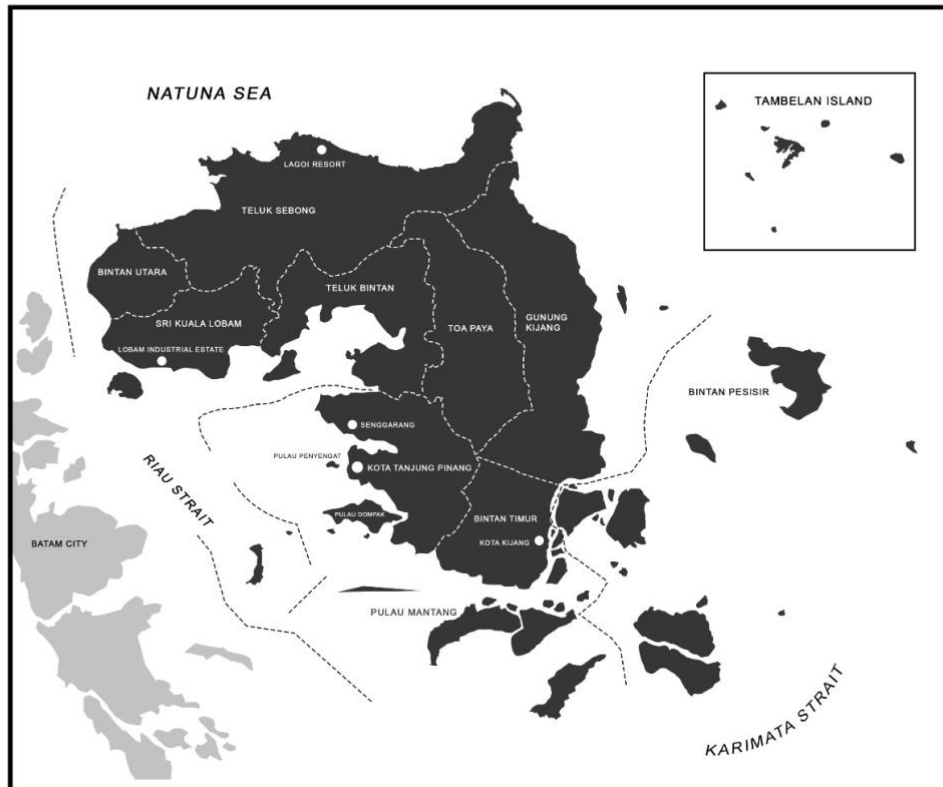 NATUNA SEA
TAMBELAN ISLAND
LAGOI RESORT
TELUK SEBONG
BINTAN UTARA
TELUK BINTAN
SRI KUALA LOBAM
GUNUNG
KIJANG
TOA PAYA
LOBAM INDUSTRIAL ESTATE
BINTAN PESISIR
SENGGARANG
PULAU PENYENGAT
KOTA TANJUNG PINANG
RIAU STRAIT
PULAU DOMPAK
BINTAN TIMUR
KOTA KIJANG
BATAM CITY
PULAU MANTANG
KARIMATA STRAIT